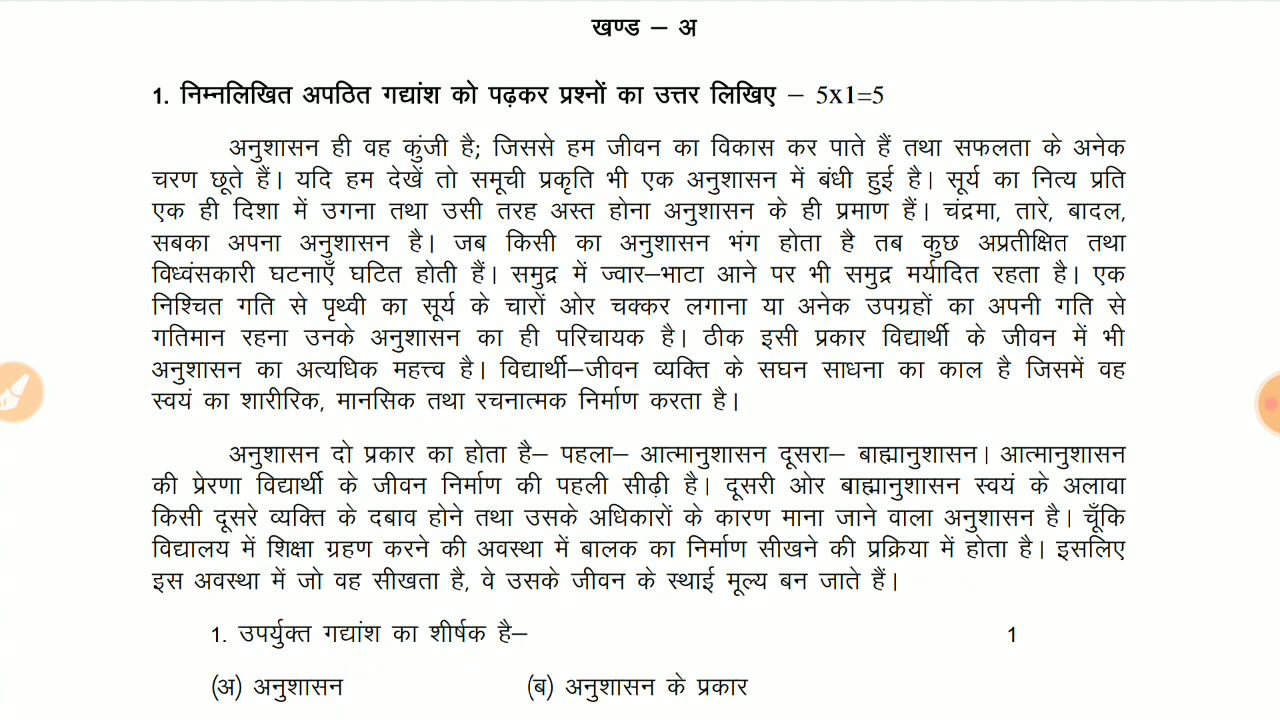 खण्ड – अ
1. निम्नलिखित अपठित गद्यांश को पढ़कर प्रश्नों का उत्तर लिखिए – 5x1=5
अनुशासन ही वह कुंजी है; जिससे हम जीवन का विकास कर पाते हैं तथा सफलता के अनेक
चरण छूते हैं। यदि हम देखें तो समूची प्रकृति भी एक अनुशासन में बंधी हुई है। सूर्य का नित्य प्रति
एक ही दिशा में उगना तथा उसी तरह अस्त होना अनुशासन के ही प्रमाण हैं। चंद्रमा, तारे, बादल,
सबका अपना अनुशासन है। जब किसी का अनुशासन भंग होता है तब कुछ अप्रतीक्षित तथा
विध्वंसकारी घटनाएँ घटित होती हैं। समुद्र में ज्वार–भाटा आने पर भी समुद्र मर्यादित रहता है। एक
निश्चित गति से पृथ्वी का सूर्य के चारों ओर चक्कर लगाना या अनेक उपग्रहों का अपनी गति से
गतिमान रहना उनके अनुशासन का ही परिचायक है। ठीक इसी प्रकार विद्यार्थी के जीवन में भी
अनुशासन का अत्यधिक महत्त्व है। विद्यार्थी–जीवन व्यक्ति के सघन साधना का काल है जिसमें वह
स्वयं का शारीरिक, मानसिक तथा रचनात्मक निर्माण करता है।
अनुशासन दो प्रकार का होता है– पहला– आत्मानुशासन दूसरा– बाह्मानुशासन। आत्मानुशासन
की प्रेरणा विद्यार्थी के जीवन निर्माण की पहली सीढ़ी है। दूसरी ओर बाह्मानुशासन स्वयं के अलावा
किसी दूसरे व्यक्ति के दबाव होने तथा उसके अधिकारों के कारण माना जाने वाला अनुशासन है। चूँकि
विद्यालय में शिक्षा ग्रहण करने की अवस्था में बालक का निर्माण सीखने की प्रक्रिया में होता है। इसलिए
इस अवस्था में जो वह सीखता है, वे उसके जीवन के स्थाई मूल्य बन जाते हैं।
1. उपर्युक्त गद्यांश का शीर्षक है– 1
(अ) अनुशासन (ब) अनुशासन के प्रकार